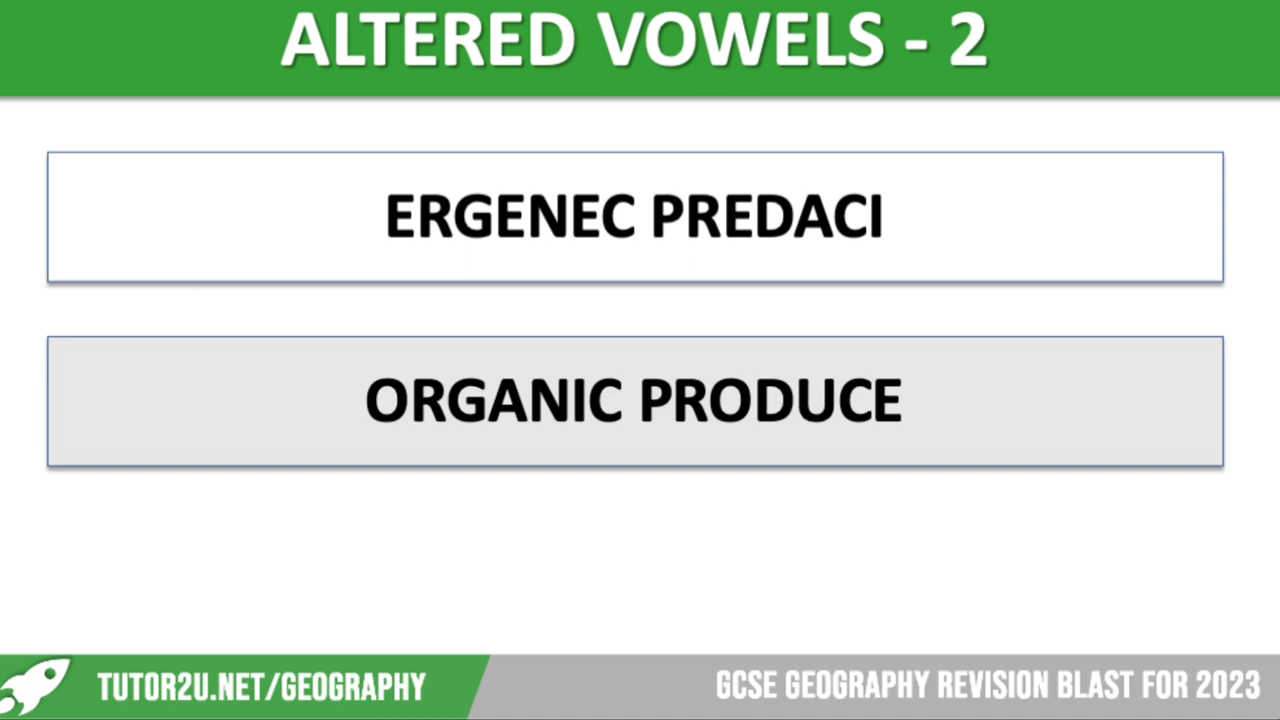 ALTERED VOWELS - 2
ERGENEC PREDACI
ORGANIC PRODUCE
TUTOR2U.NET/GEOGRAPHY
GCSE GEOGRAPHY REVISION BLAST FOR 2023